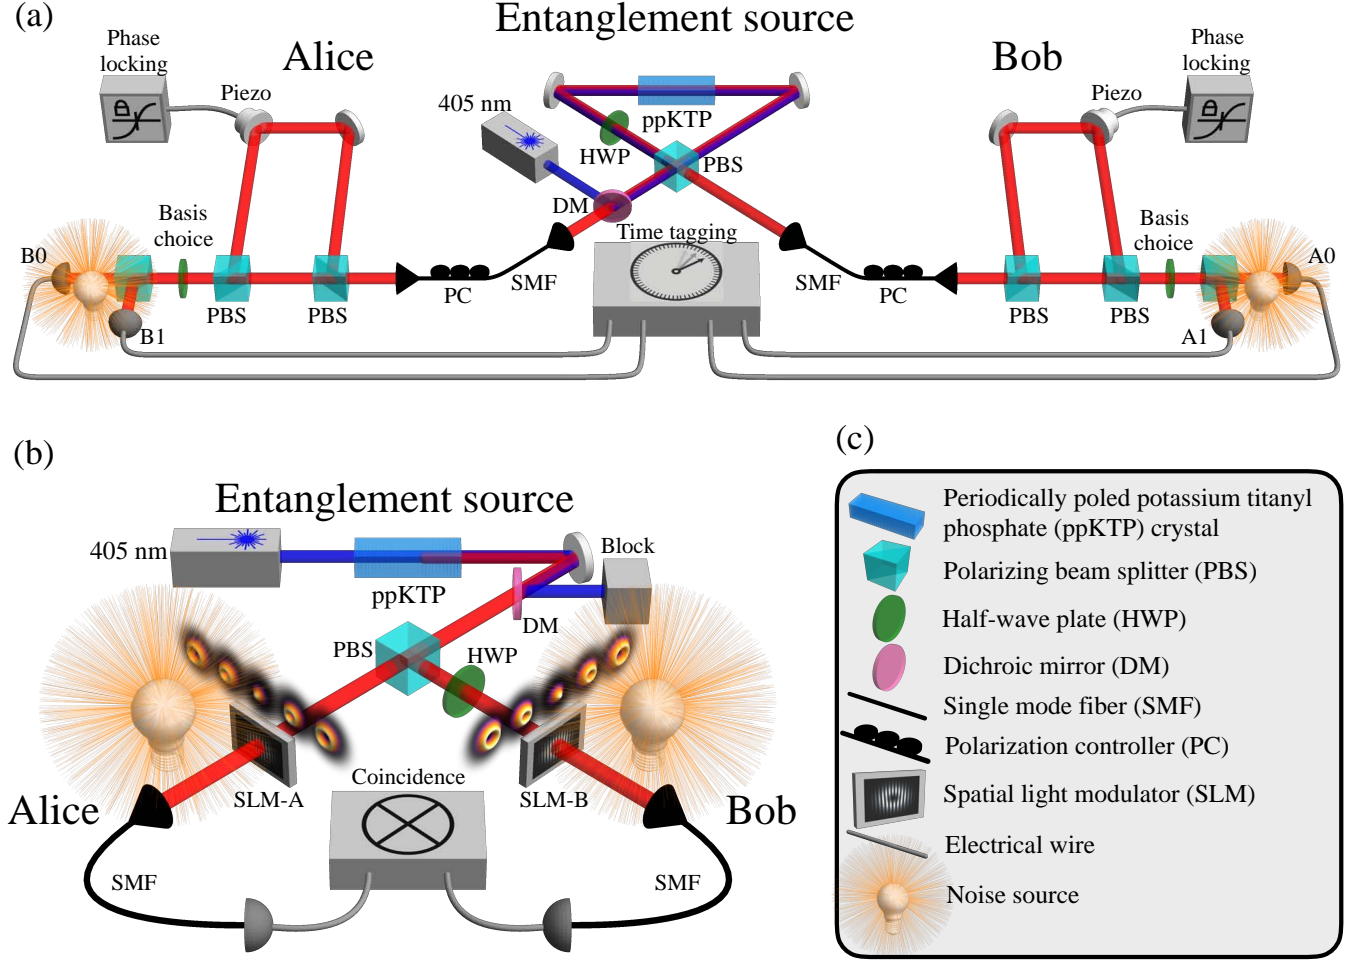 (a)
Entanglement source
Alice
Bob
Phase
locking
Piezo
405 nm
ppKTP
HWP
PBS
DM
Piezo
Phase
locking
Basis
choice
B0
B1
PBS
PBS
PC
SMF
Time tagging
SMF
PC
PBS
PBS
Basis
choice
A0
A1
(b)
Entanglement source
405 nm
ppKTP
Block
DM
PBS
HWP
Alice
SLM-A
Coincidence
SLM-B
Bob
SMF
SMF
(c)
Periodically poled potassium titanyl
phosphate (ppKTP) crystal
Polarizing beam splitter (PBS)
Half-wave plate (HWP)
Dichroic mirror (DM)
Single mode fiber (SMF)
Polarization controller (PC)
Spatial light modulator (SLM)
Electrical wire
Noise source